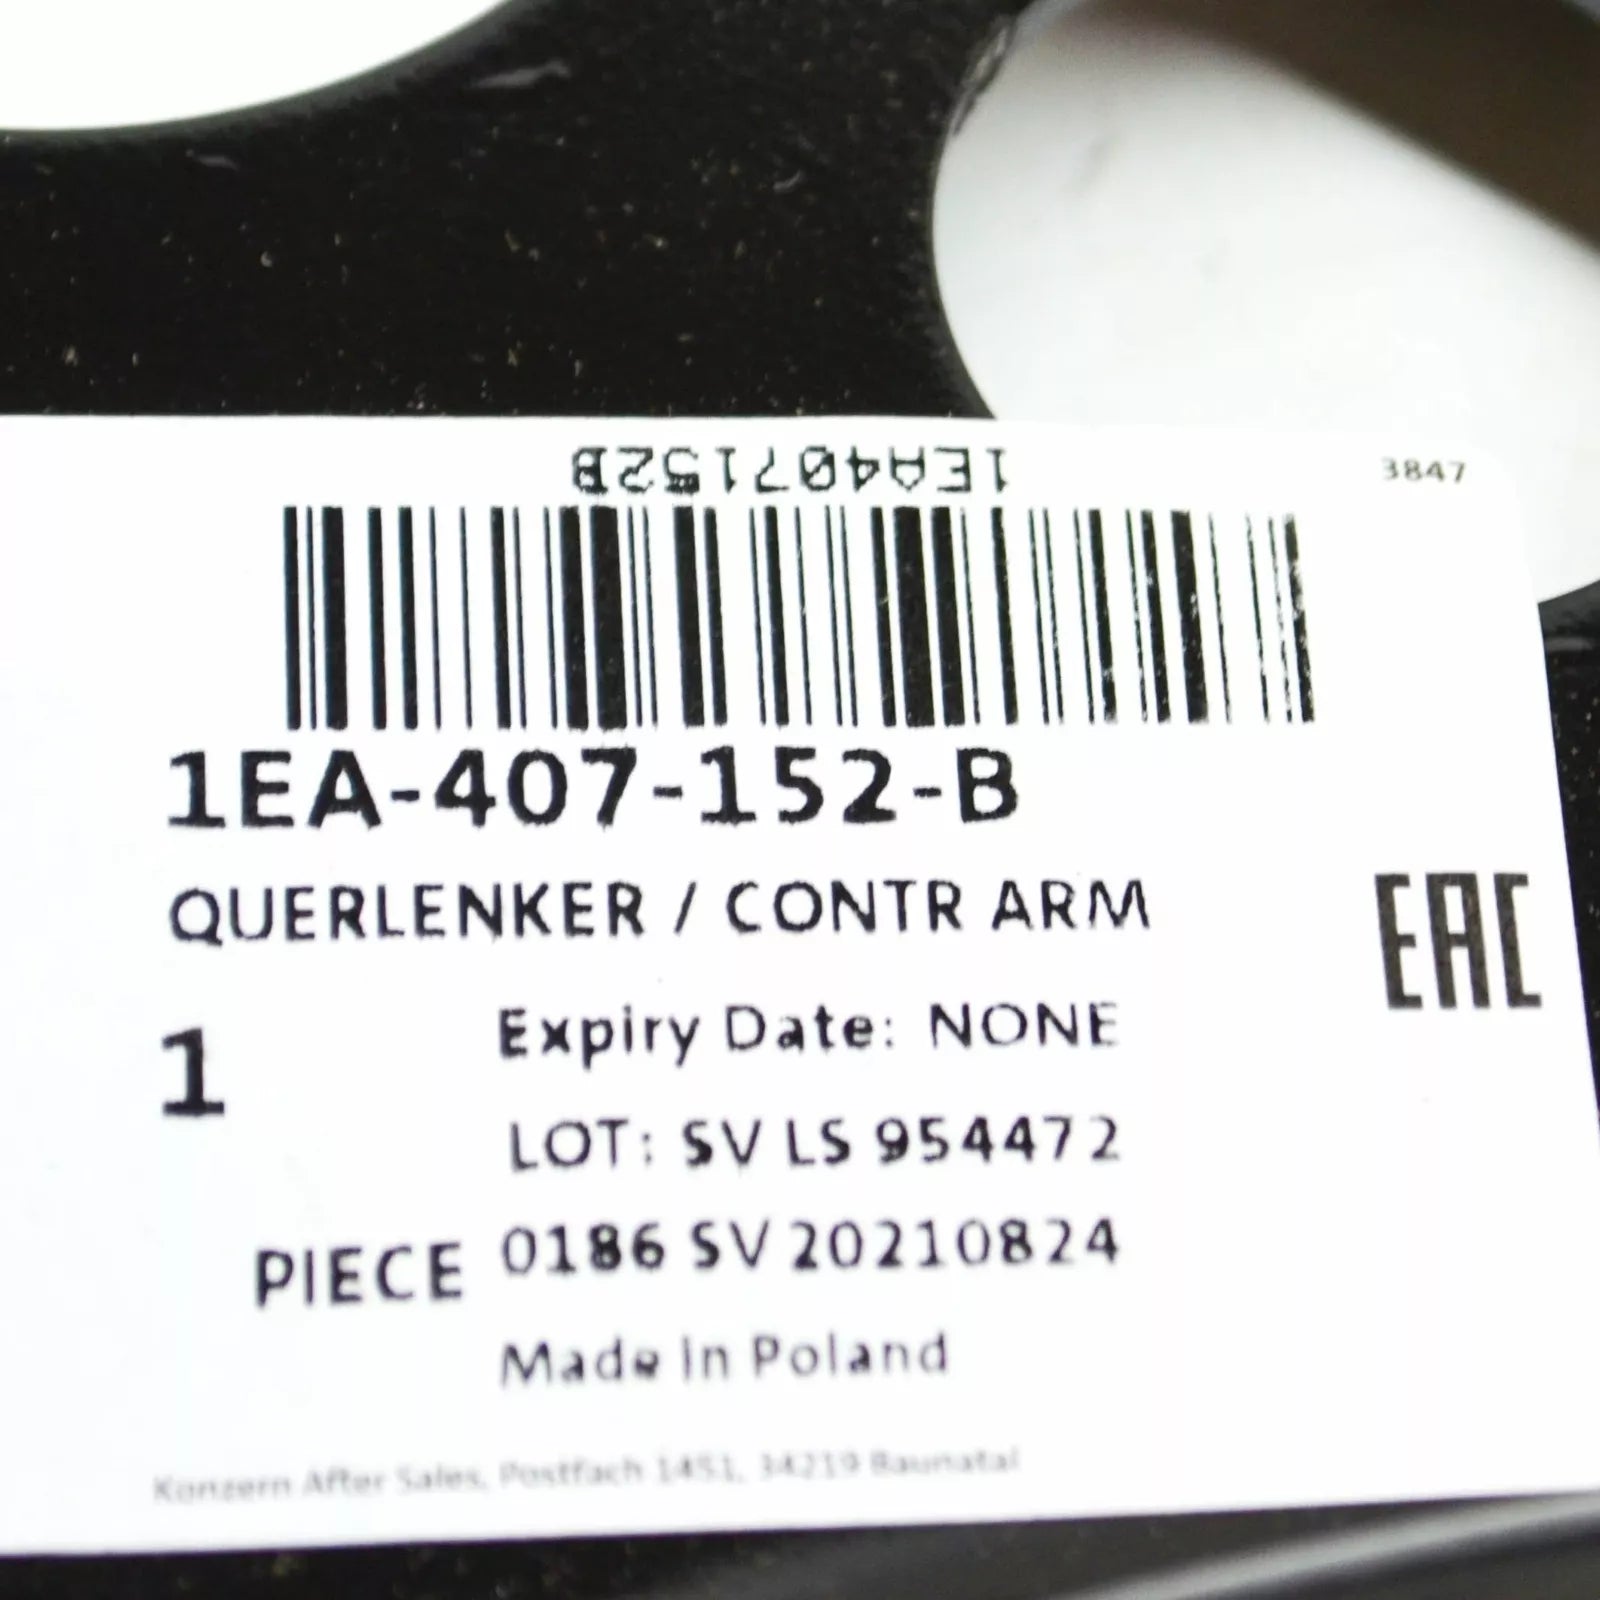 1EA407152B
3847
1EA-407-152-B
QUERLENKER / CONTR ARM
EAC
1
Expiry Date: NONE
LOT: SV LS 954472
PIECE 0186 SV 20210824
Made in Poland
Konzern After Sales, Postfach 1451, 34219 Baunatal